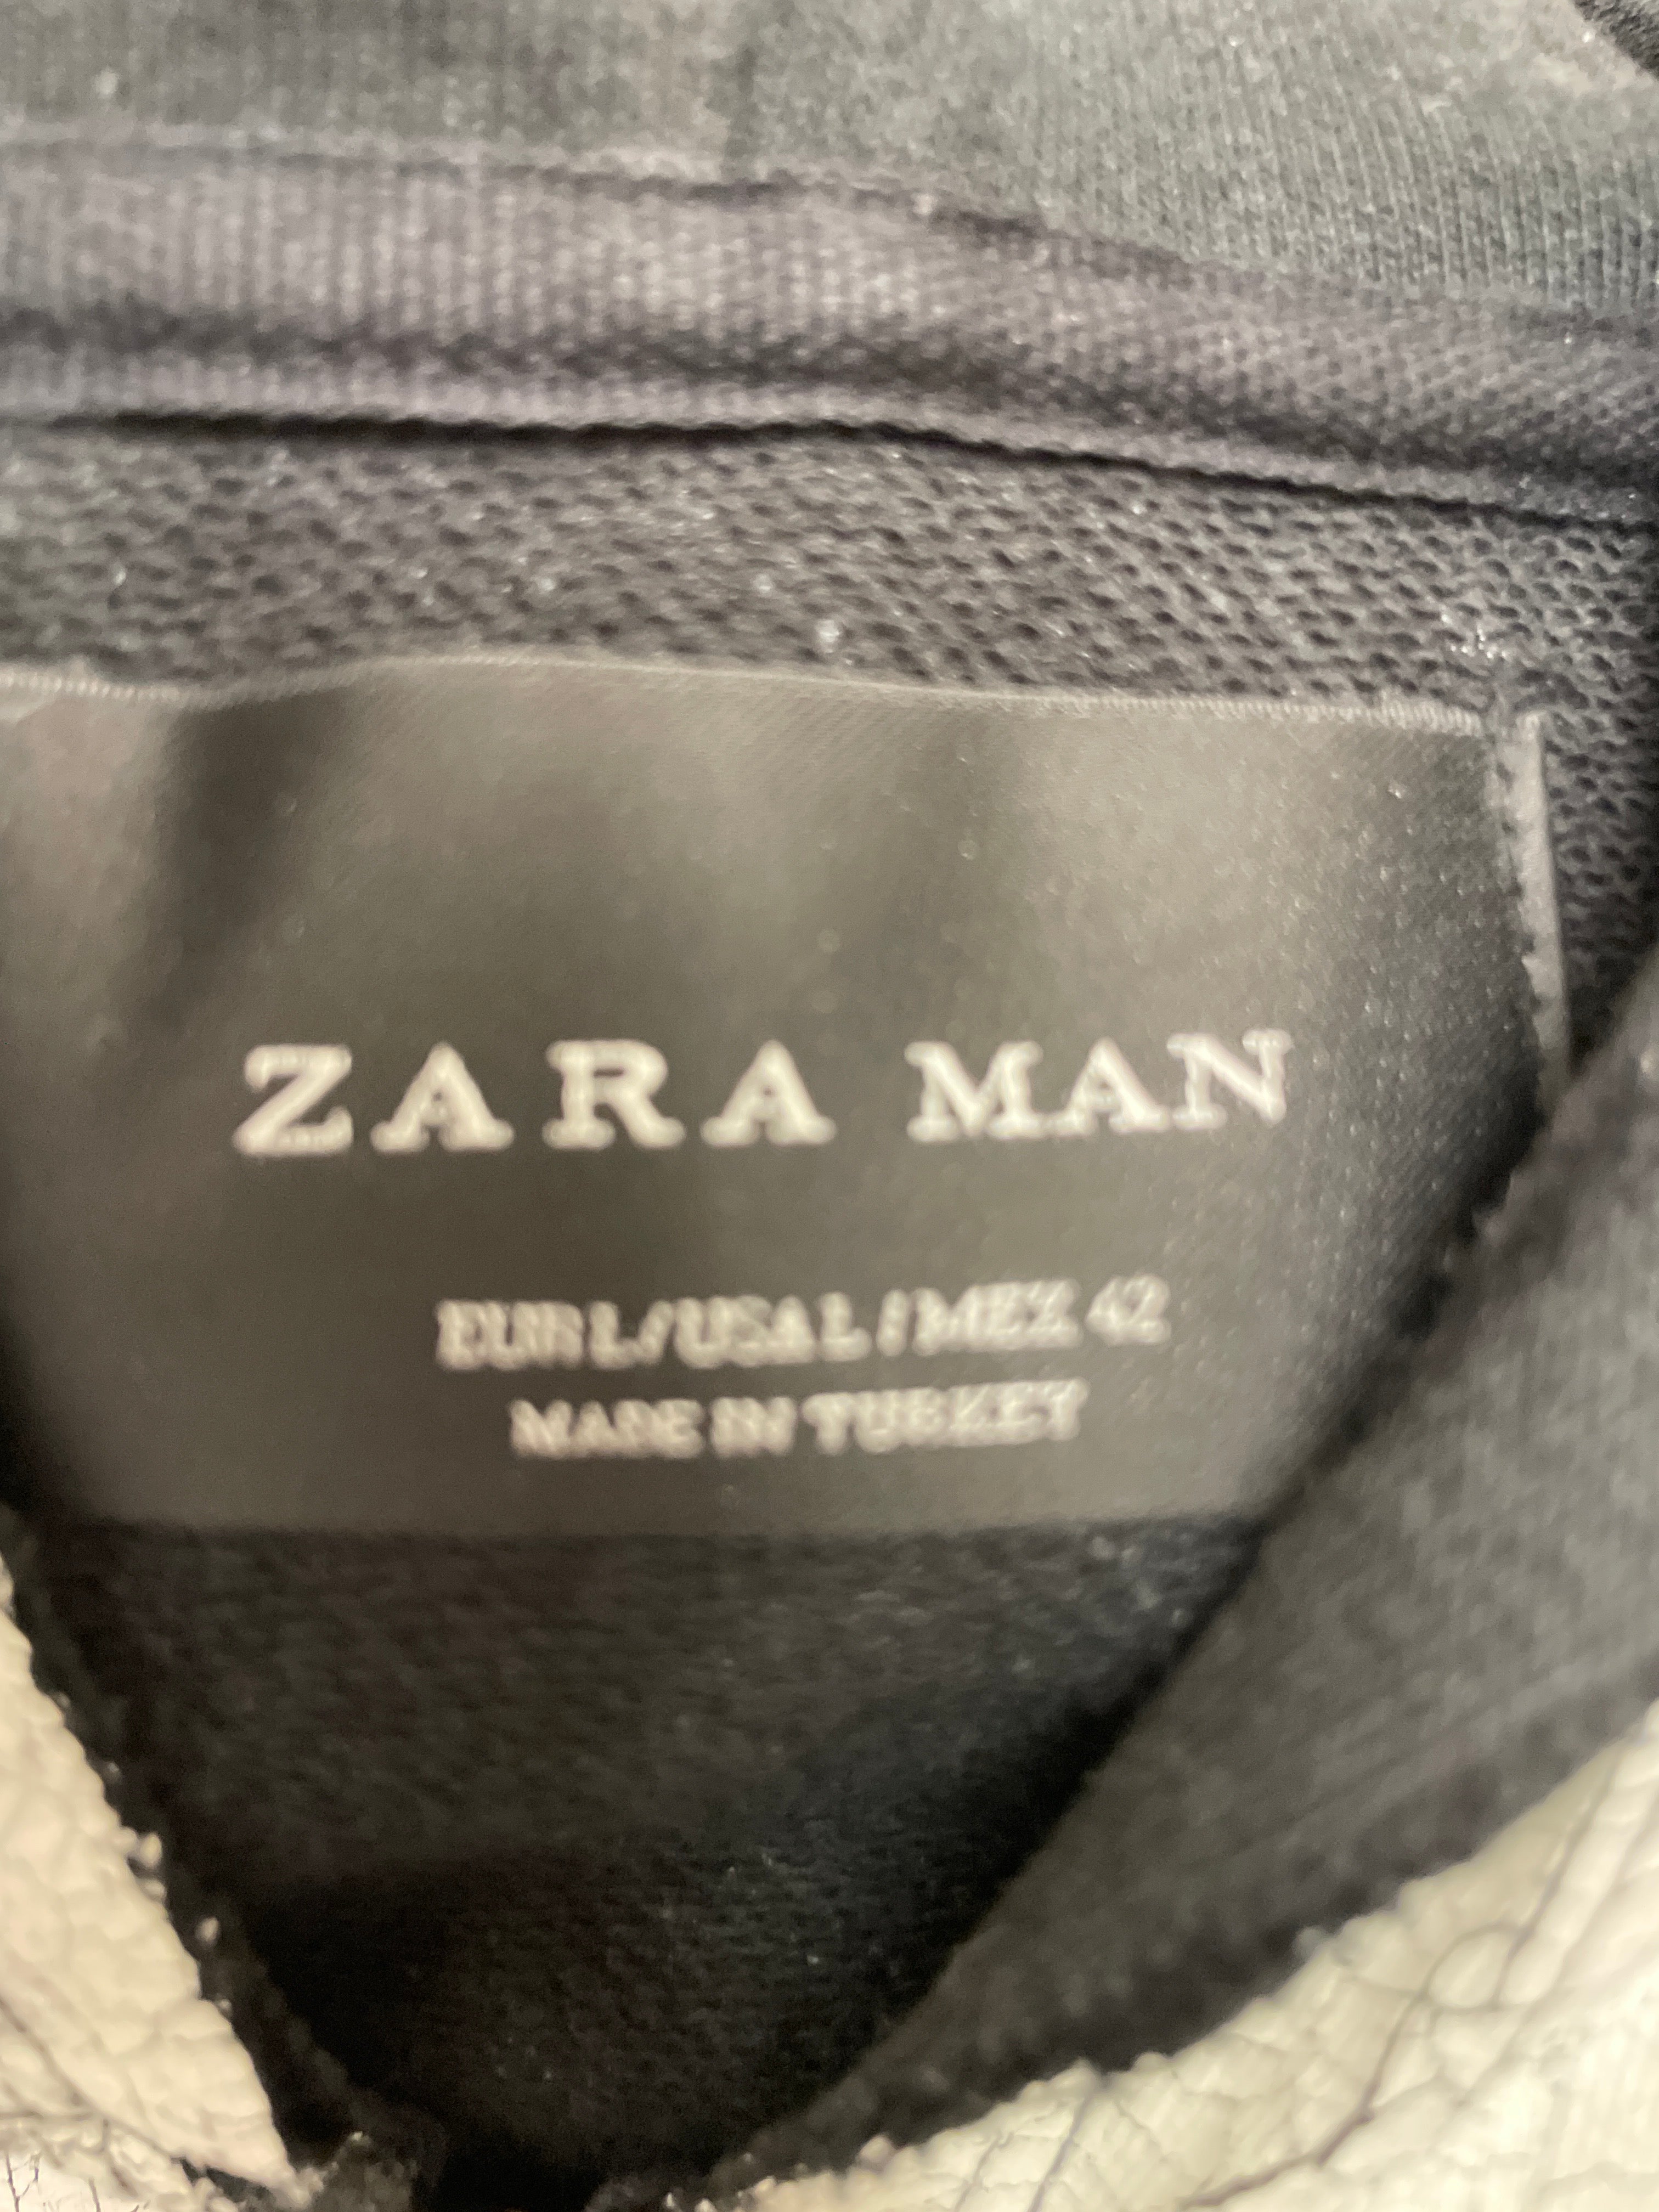 ZARA MAN
EUR L / USA L / MEX 42
MADE IN TURKEY